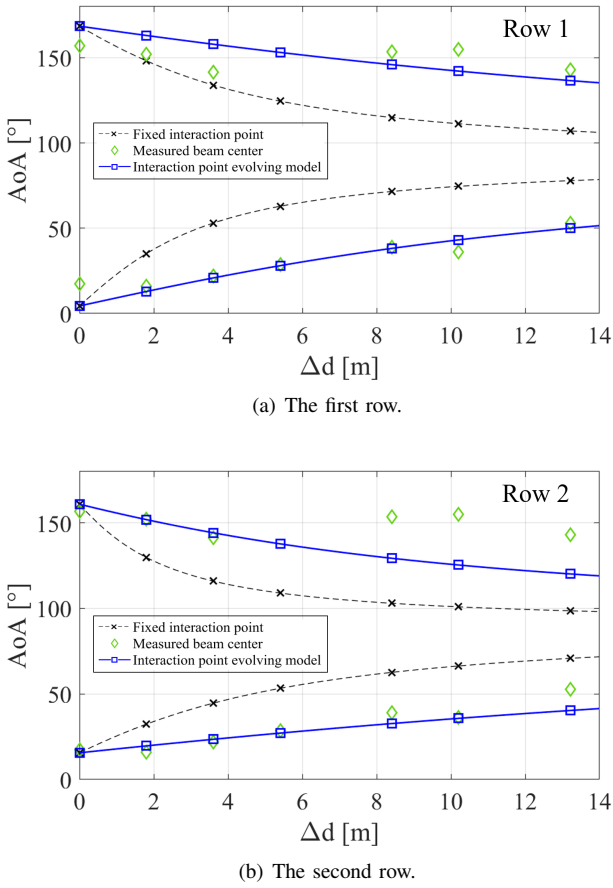 Row 1
150
100
50
0
AoA [°]
Fixed interaction point
Measured beam center
Interaction point evolving model
0 2 4 6 8 10 12 14
Δd [m]
(a) The first row.
Row 2
150
100
50
0
AoA [°]
Fixed interaction point
Measured beam center
Interaction point evolving model
0 2 4 6 8 10 12 14
Δd [m]
(b) The second row.